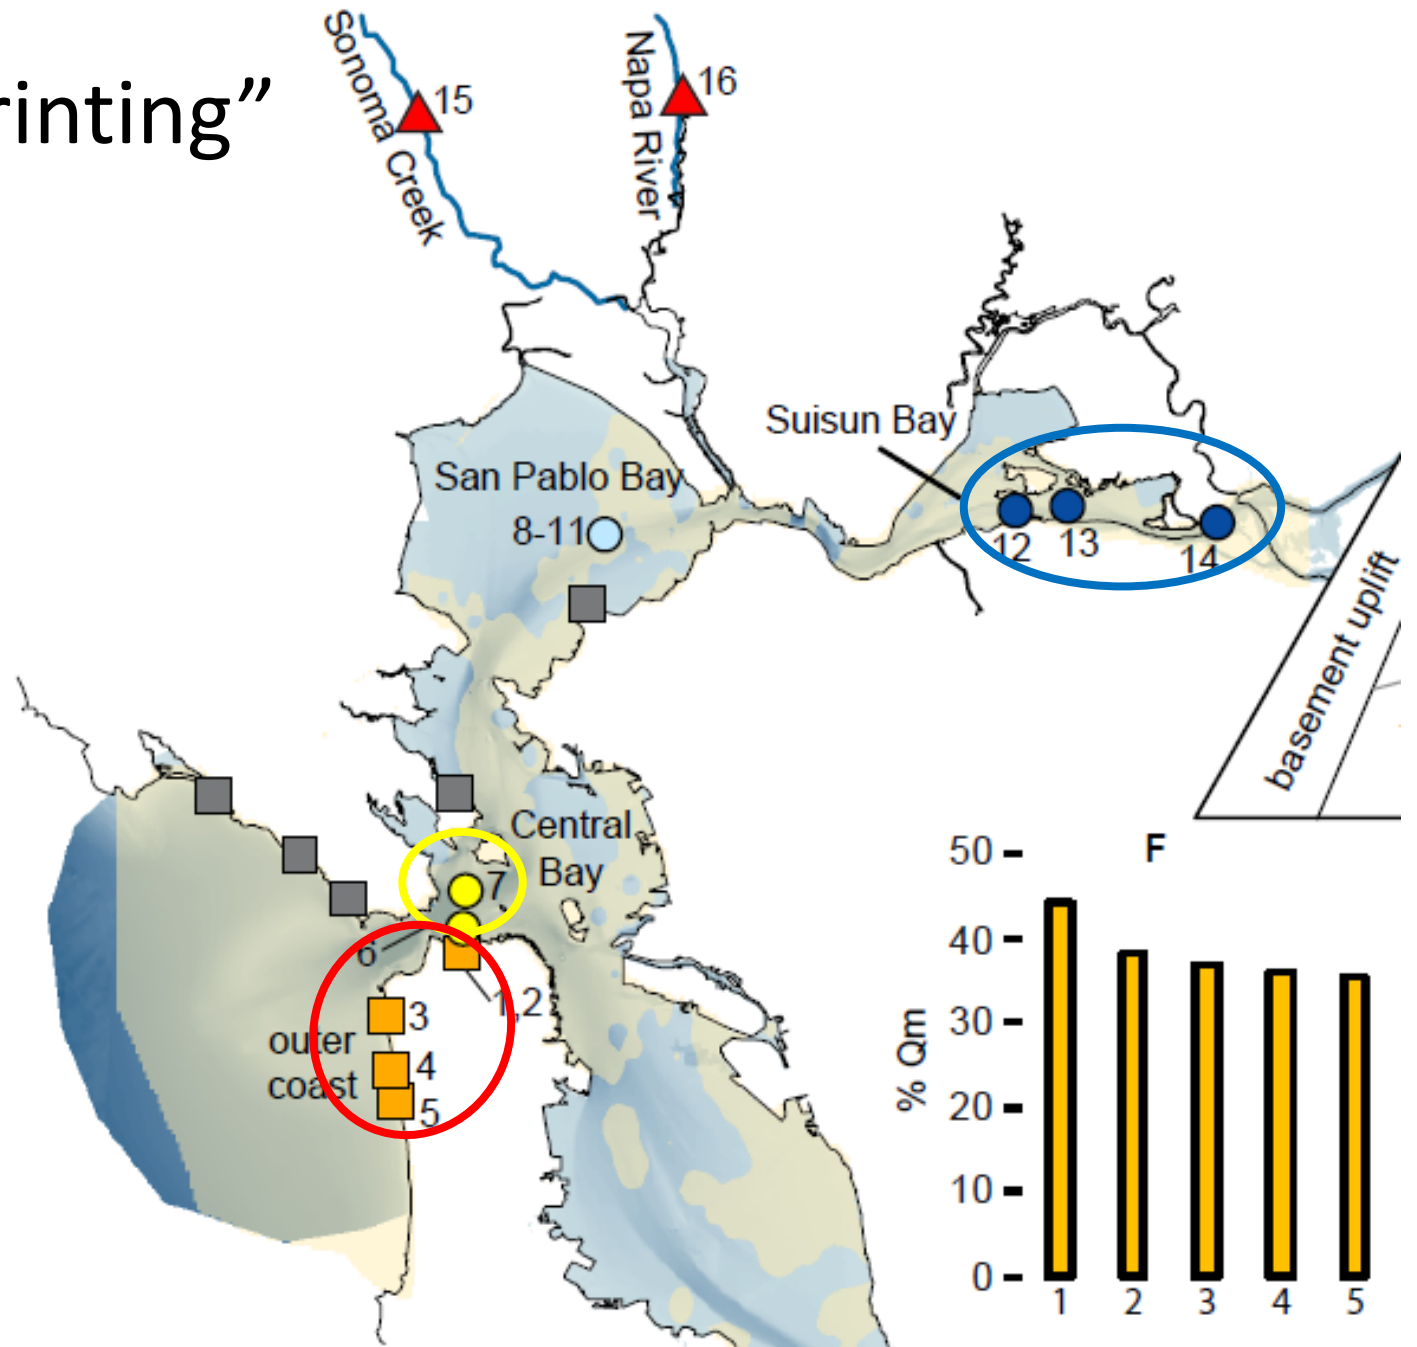 rinting”
Sonoma Creek
15
Napa River
16
Suisun Bay
San Pablo Bay
8-11
12
13
14
basement uplift
Central
Bay
7
6
1,2
3
outer
coast
4
5
F
% Qm
50
40
30
20
10
0
1 2 3 4 5